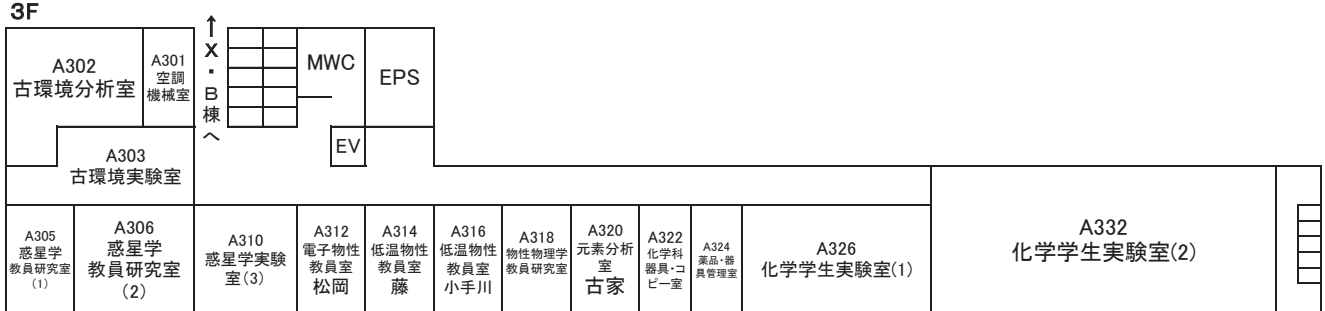 3F
A302
古環境分析室
A301
空調
機械室
↑
X
・
B
棟
へ
MWC
EPS
EV
A303
古環境実験室
A305
惑星学
教員研究室
(1)
A306
惑星学
教員研究室
(2)
A310
惑星学実験
室(3)
A312
電子物性
教員室
松岡
A314
低温物性
教員室
藤
A316
低温物性
教員室
小手川
A318
物性物理学
教員研究室
A320
元素分析
室
古家
A322
化学科
器具・コ
ピー室
A324
薬品・器
具管理室
A326
化学学生実験室(1)
A332
化学学生実験室(2)